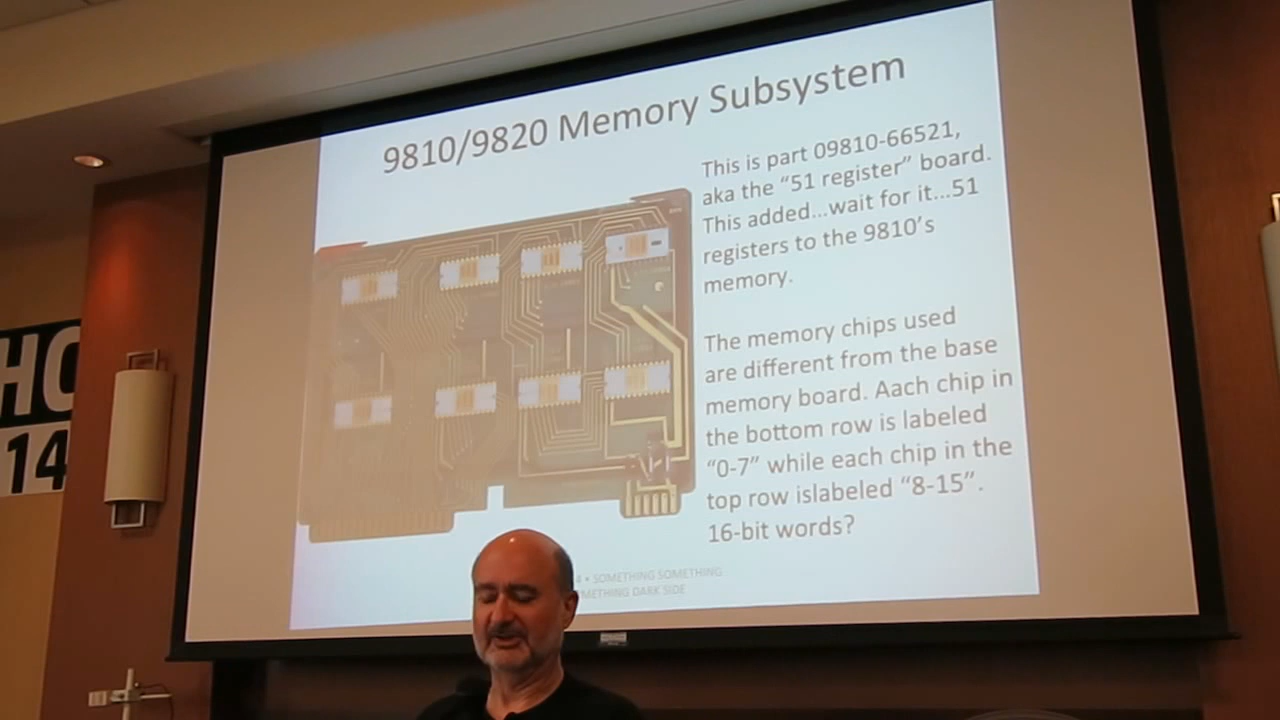 9810/9820 Memory Subsystem
This is part 09810-66521,
aka the “51 register” board.
This added...wait for it...51
registers to the 9810’s
memory.
The memory chips used
are different from the base
memory board. Aach chip in
the bottom row is labeled
“0-7” while each chip in the
top row islabeled “8-15”.
16-bit words?
4 • SOMETHING SOMETHING
METHING DARK SIDE
HC
14